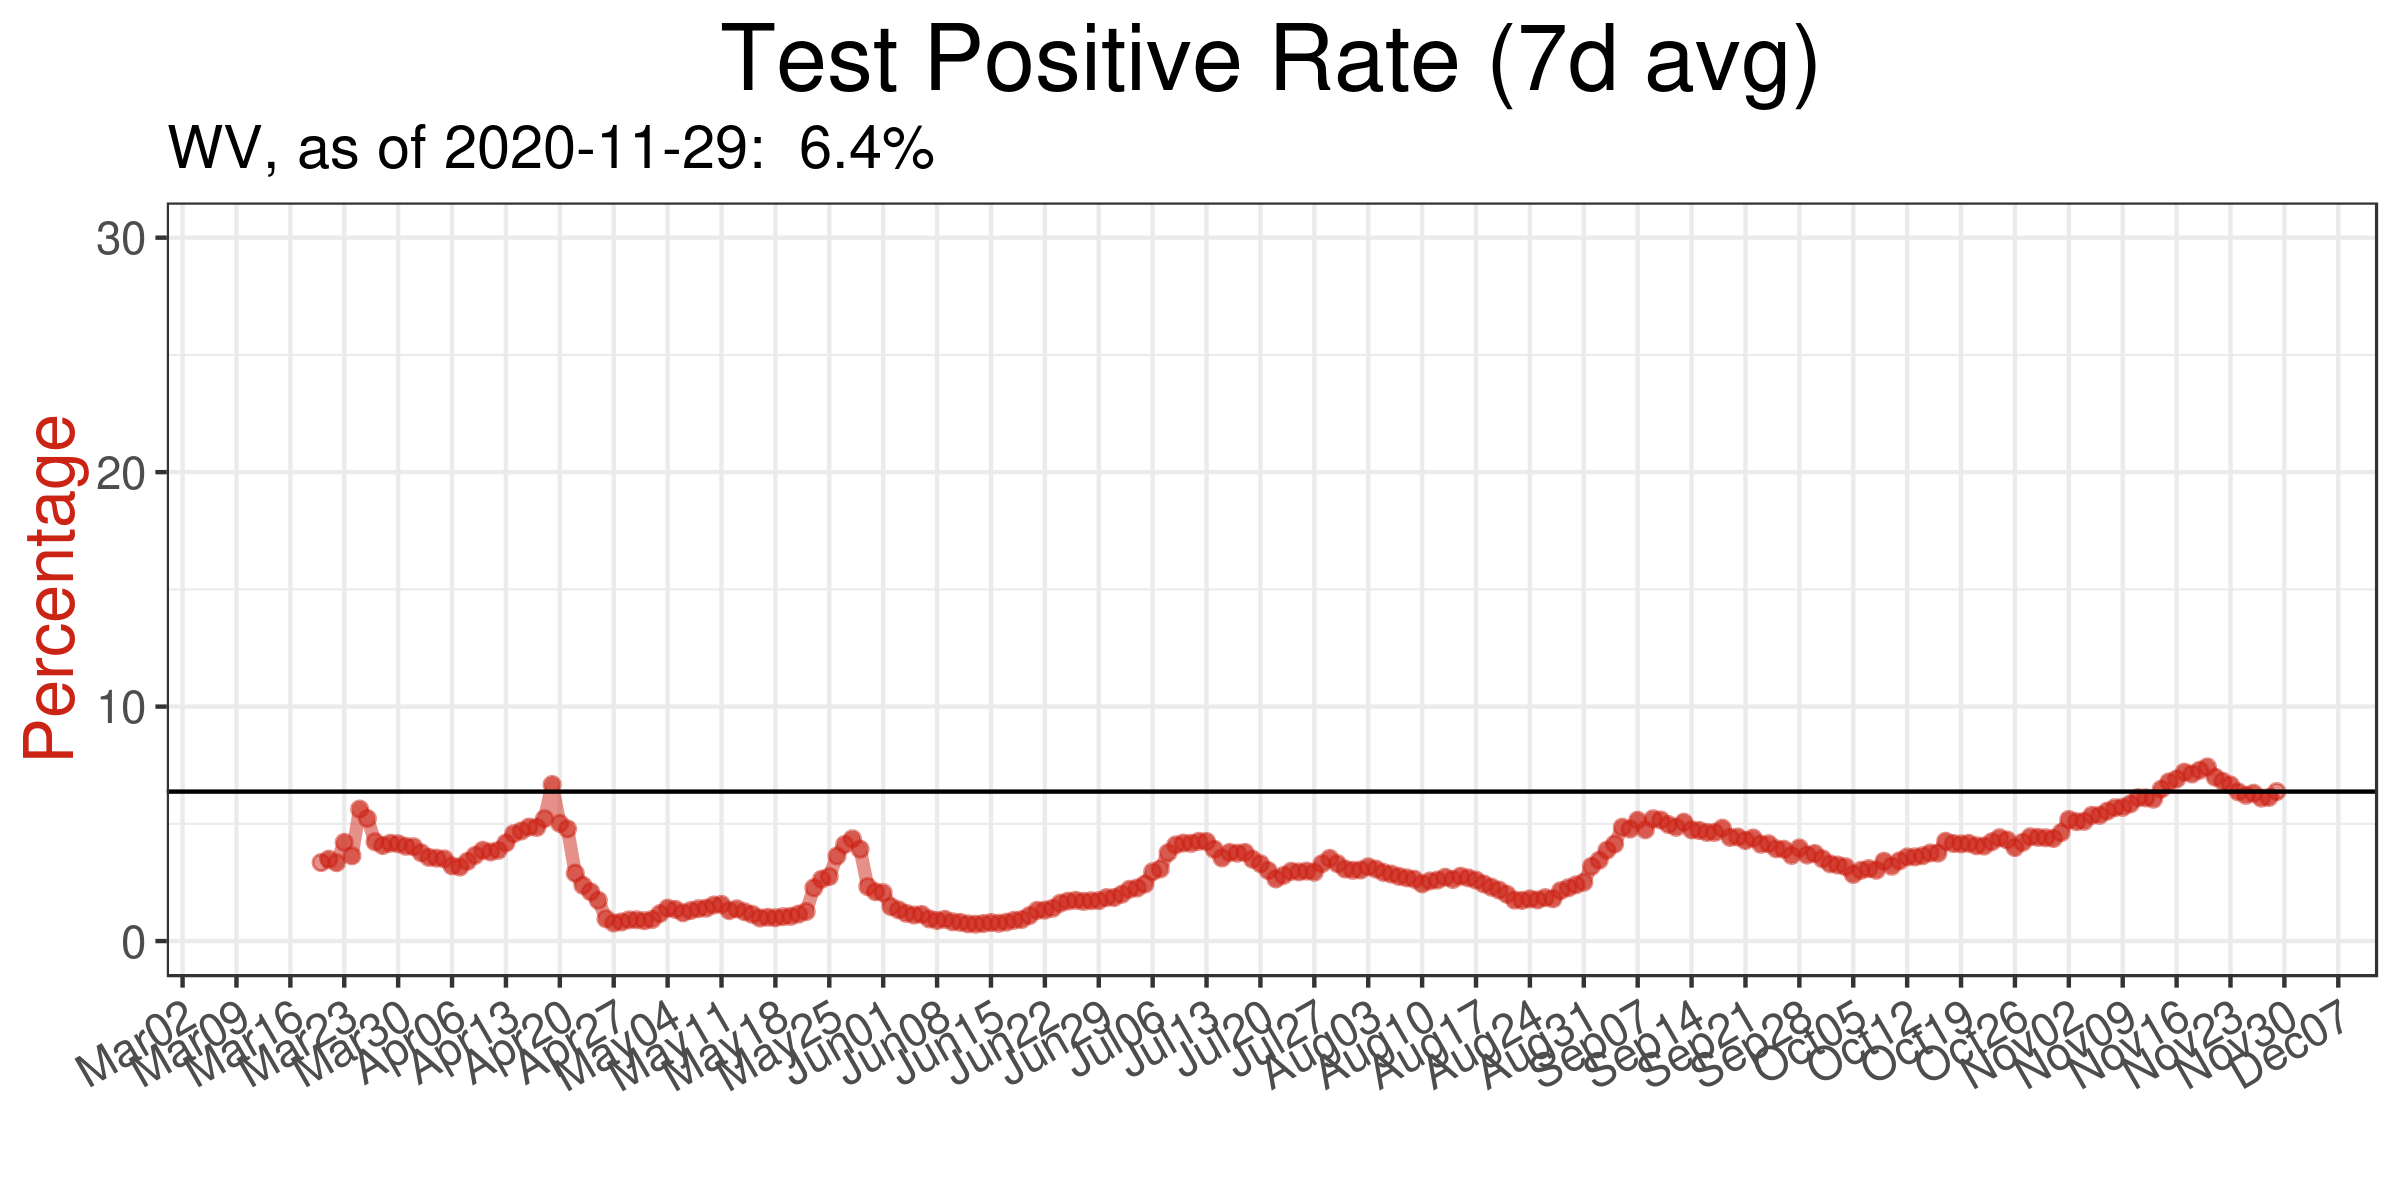 Test Positive Rate (7d avg)
WV, as of 2020-11-29:  6.4%
Percentage
30
20
10
0
Mar02
Mar09
Mar16
Mar23
Mar30
Apr06
Apr13
Apr20
Apr27
May04
May11
May18
May25
Jun01
Jun08
Jun15
Jun22
Jun29
Jul06
Jul13
Jul20
Jul27
Aug03
Aug10
Aug17
Aug24
Aug31
Sep07
Sep14
Sep21
Sep28
Oct05
Oct12
Oct19
Oct26
Nov02
Nov09
Nov16
Nov23
Nov30
Dec07